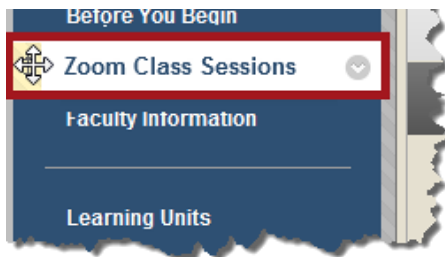 Before You Begin
Zoom Class Sessions
Faculty Information
Learning Units